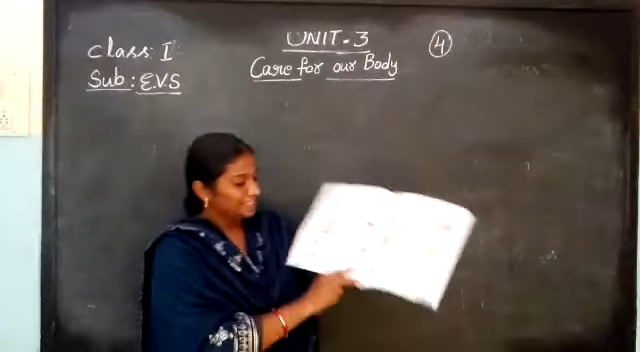 Class: I
Sub: E.V.S
UNIT-3
Care for our Body
4